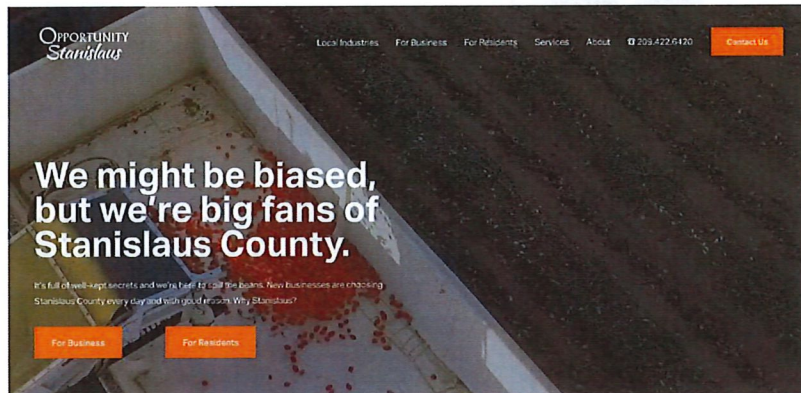 OPPORTUNITY
Stanislaus
Local Industries For Business For Residents Services About ☎ 209.422.6420 Contact Us
We might be biased,
but we're big fans of
Stanislaus County.
It's full of well-kept secrets and we're here to spill the beans. New businesses are choosing
Stanislaus County every day and with good reason. Why Stanislaus?
For Business For Residents